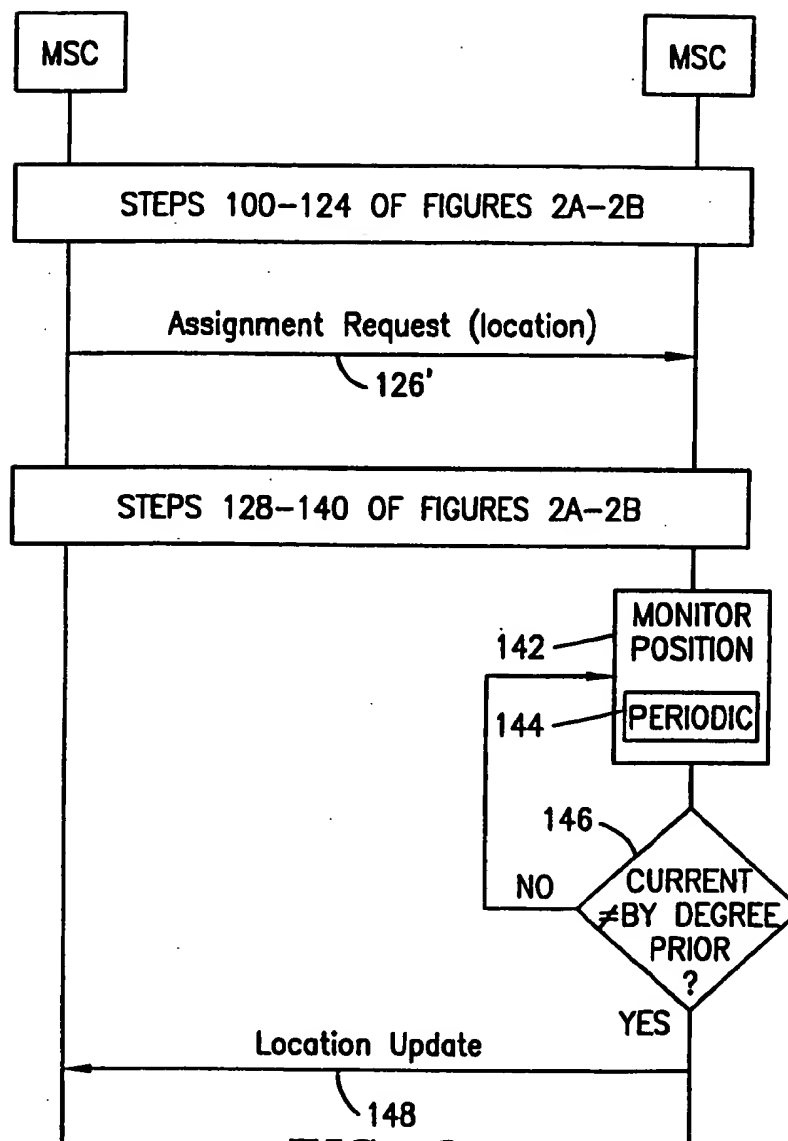 MSC
MSC
STEPS 100-124 OF FIGURES 2A-2B
Assignment Request (location)
126'
STEPS 128-140 OF FIGURES 2A-2B
MONITOR
POSITION
142
144
PERIODIC
146
NO
CURRENT
≠BY DEGREE
PRIOR
?
YES
Location Update
148